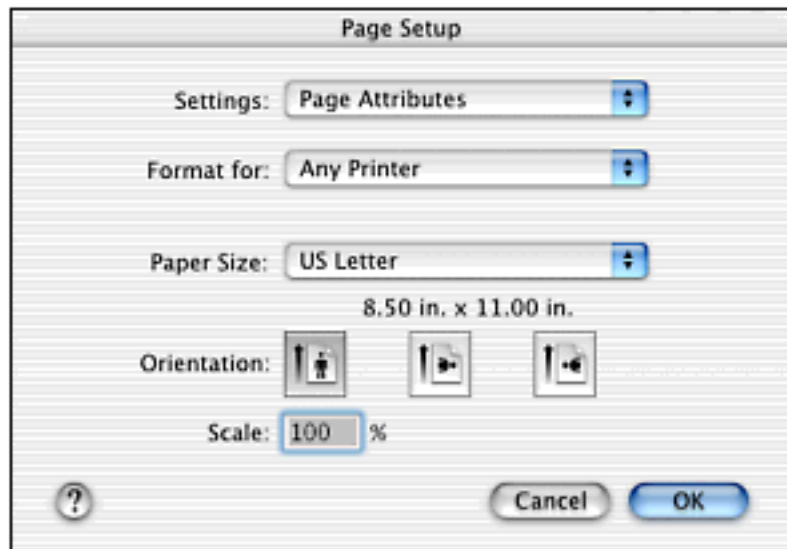 Page Setup
Settings: Page Attributes
Format for: Any Printer
Paper Size: US Letter
8.50 in. x 11.00 in.
Orientation:
Scale: 100 %
? Cancel OK